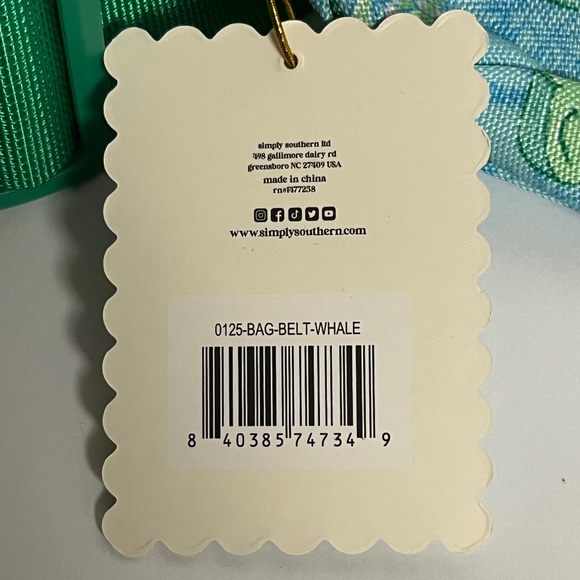 simply southern ltd
498 gallimore dairy rd
greensboro NC 27409 USA
made in china
rn#1477258
www.simplysouthern.com
0125-BAG-BELT-WHALE
8 40385 74734 9